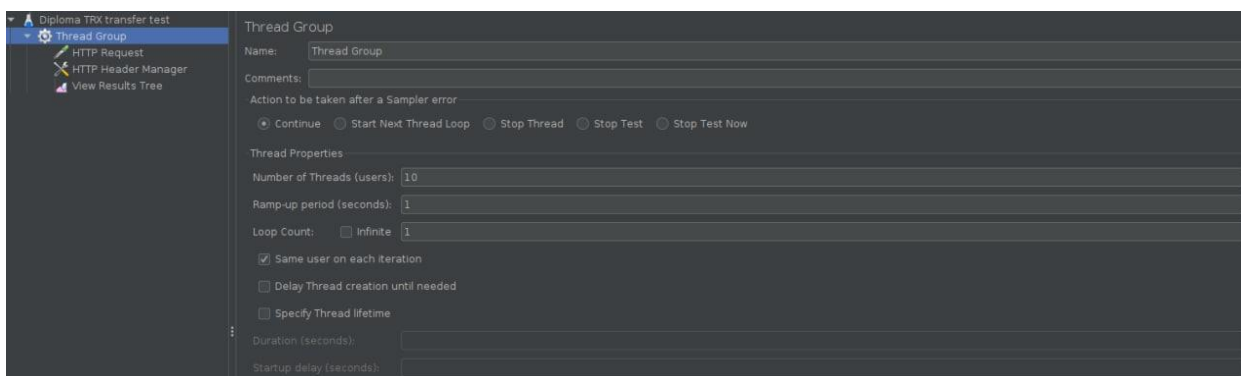 Diploma TRX transfer test
Thread Group
HTTP Request
HTTP Header Manager
View Results Tree
Thread Group
Name: Thread Group
Comments:
Action to be taken after a Sampler error
Continue Start Next Thread Loop Stop Thread Stop Test Stop Test Now
Thread Properties
Number of Threads (users): 10
Ramp-up period (seconds): 1
Loop Count: Infinite 1
Same user on each iteration
Delay Thread creation until needed
Specify Thread lifetime
Duration (seconds):
Startup delay (seconds):